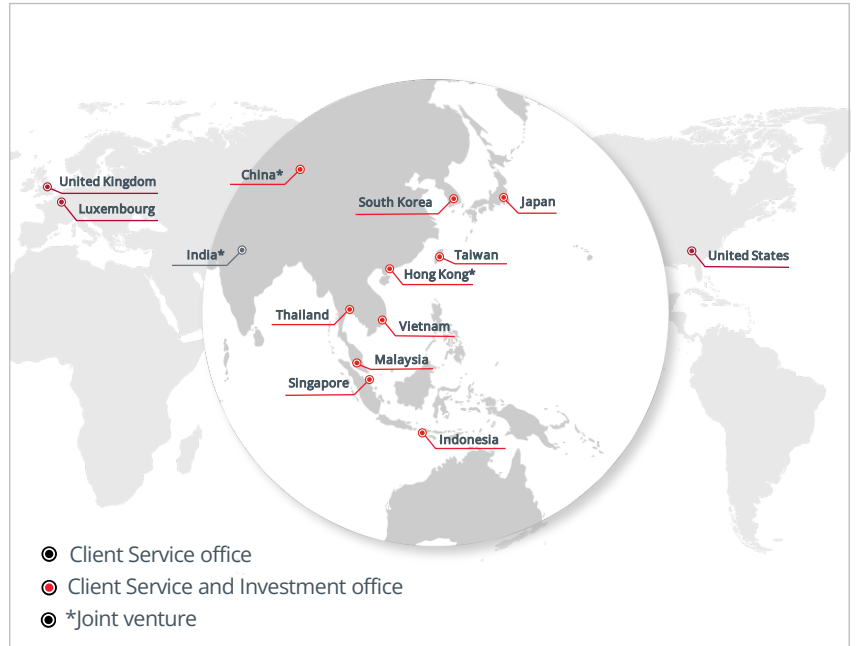 United Kingdom
China*
Luxembourg
South Korea
Japan
India*
Taiwan
United States
Hong Kong*
Thailand
Vietnam
Malaysia
Singapore
Indonesia
Client Service office
Client Service and Investment office
*Joint venture